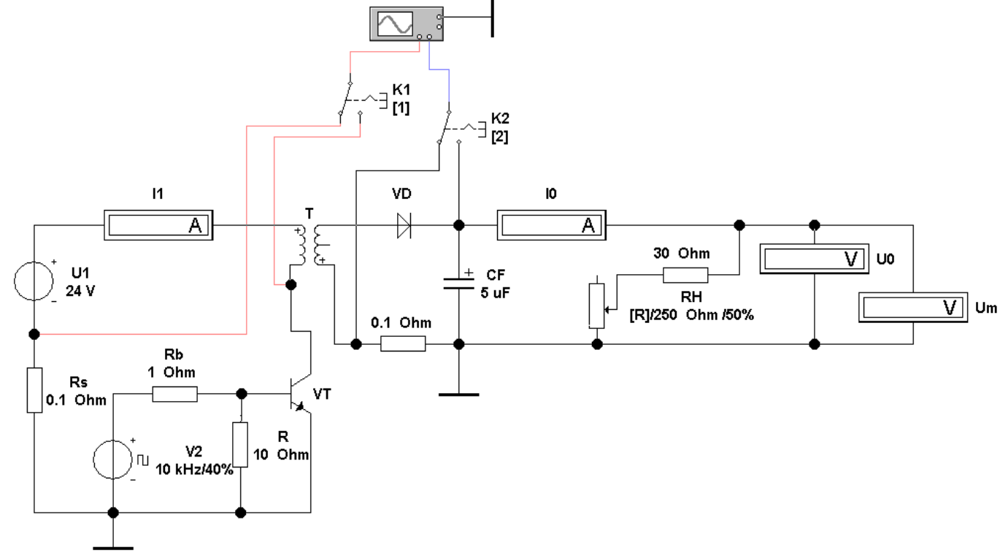 K1
[1]
K2
[2]
I1
A
T
VD
I0
A
U1
24 V
CF
5 uF
30 Ohm
RH
[R]/250 Ohm /50%
V
U0
V
Um
0.1 Ohm
Rs
0.1 Ohm
Rb
1 Ohm
VT
V2
10 kHz/40%
R
10 Ohm